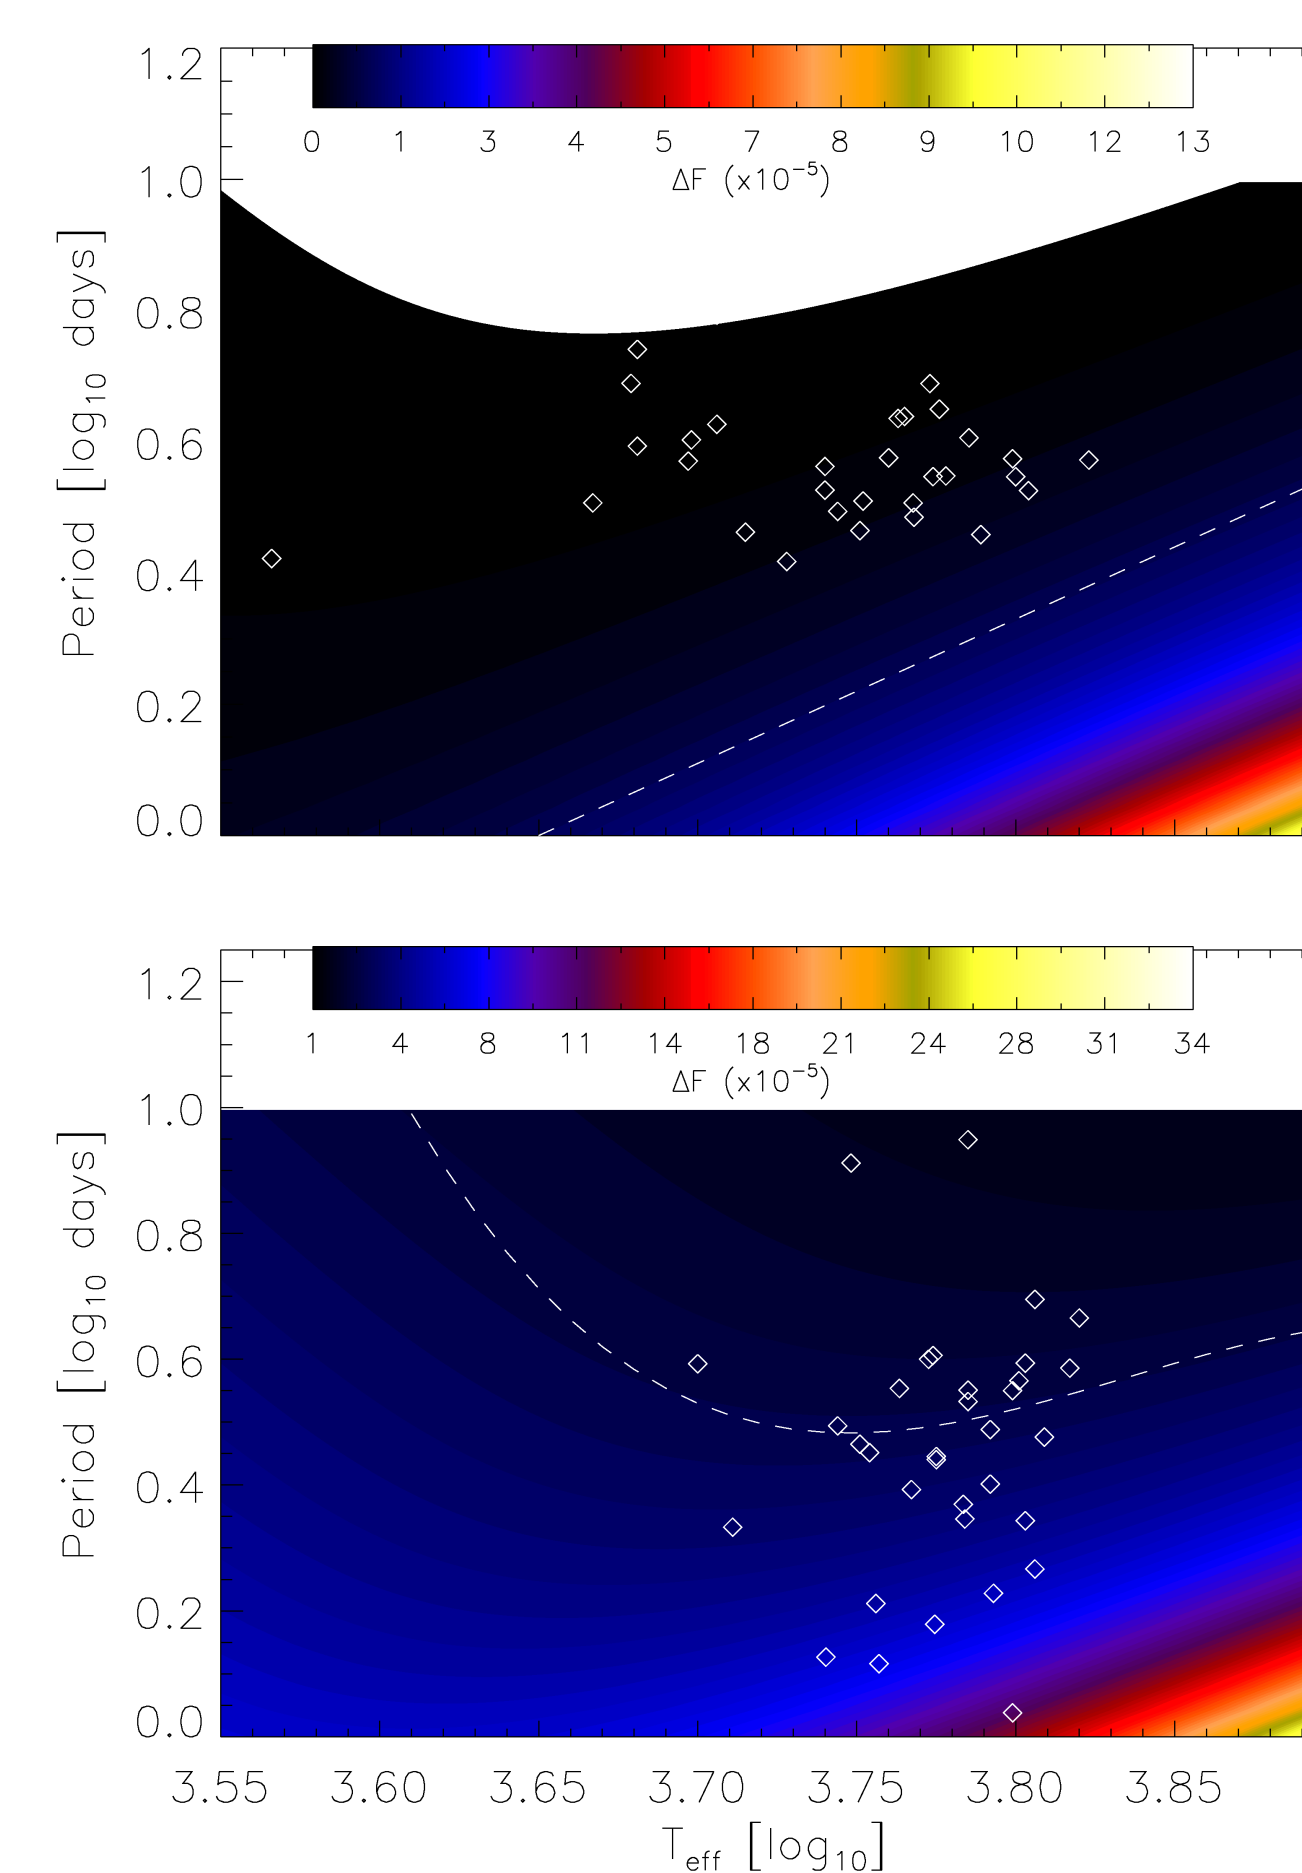 1.2
0 1 3 4 5 7 8 9 10 12 13
ΔF (x10⁻⁵)
1.0
0.8
0.6
0.4
0.2
0.0
Period [log₁₀ days]
1.2
1 4 8 11 14 18 21 24 28 31 34
ΔF (x10⁻⁵)
1.0
0.8
0.6
0.4
0.2
0.0
Period [log₁₀ days]
3.55 3.60 3.65 3.70 3.75 3.80 3.85
T_eff [log₁₀]